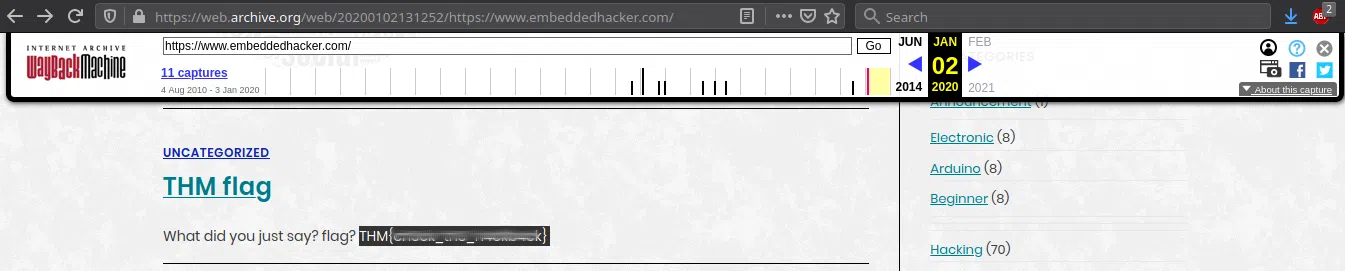 https://web.archive.org/web/20200102131252/https://www.embeddedhacker.com/
Search
2
INTERNET ARCHIVE
WayBackMachine
https://www.embeddedhacker.com/
Go
JUN
JAN
FEB
11 captures
02
4 Aug 2010 - 3 Jan 2020
2014
2020
2021
About this capture
Announcement (1)
UNCATEGORIZED
Electronic (8)
THM flag
Arduino (8)
Beginner (8)
What did you just say? flag? THM{
}
Hacking (70)